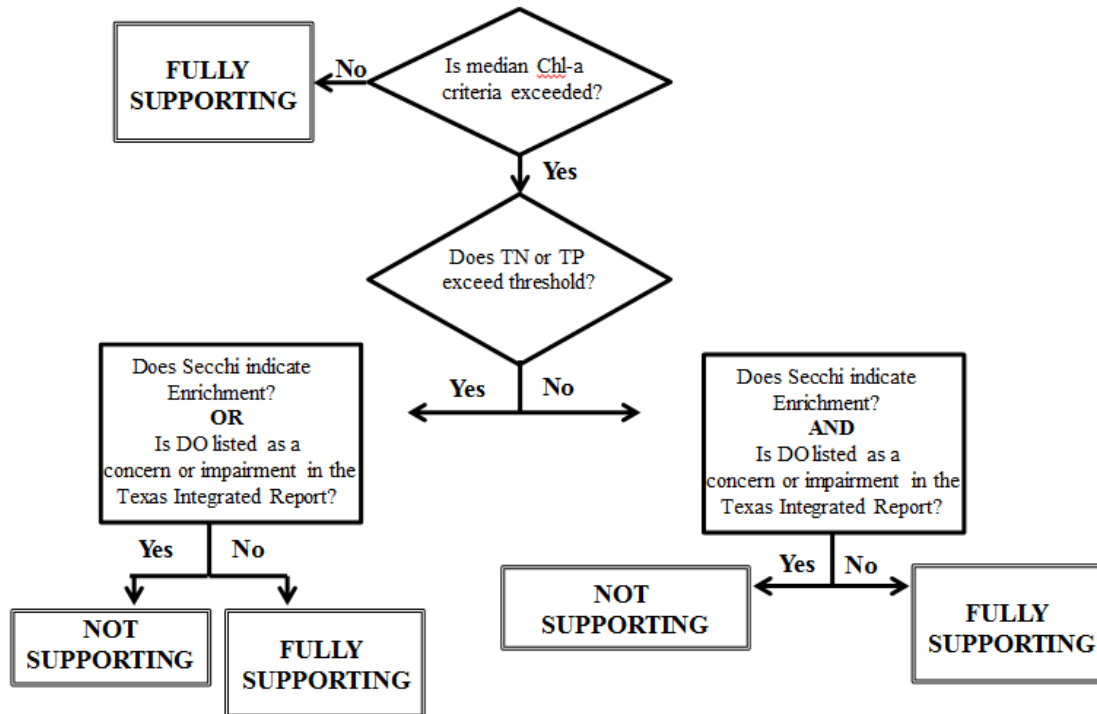 FULLY
SUPPORTING
No
Is median Chl-a
criteria exceeded?
Yes
Does TN or TP
exceed threshold?
Yes
No
Does Secchi indicate
Enrichment?
OR
Is DO listed as a
concern or impairment in the
Texas Integrated Report?
Yes
No
NOT
SUPPORTING
FULLY
SUPPORTING
Does Secchi indicate
Enrichment?
AND
Is DO listed as a
concern or impairment in the
Texas Integrated Report?
Yes
No
NOT
SUPPORTING
FULLY
SUPPORTING